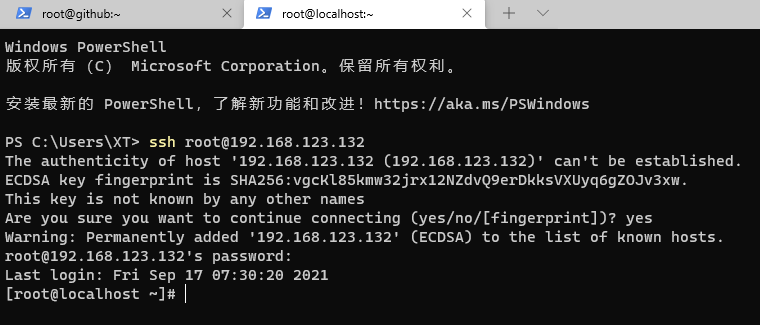 root@github:~
root@localhost:~
Windows PowerShell
版权所有 (C)  Microsoft Corporation。保留所有权利。
安装最新的 PowerShell，了解新功能和改进！https://aka.ms/PSWindows
PS C:\Users\XT> ssh root@192.168.123.132
The authenticity of host '192.168.123.132 (192.168.123.132)' can't be established.
ECDSA key fingerprint is SHA256:vgcKl85kmw32jrx12NZdvQ9erDkksVXUyq6gZOJv3xw.
This key is not known by any other names
Are you sure you want to continue connecting (yes/no/[fingerprint])? yes
Warning: Permanently added '192.168.123.132' (ECDSA) to the list of known hosts.
root@192.168.123.132's password:
Last login: Fri Sep 17 07:30:20 2021
[root@localhost ~]#